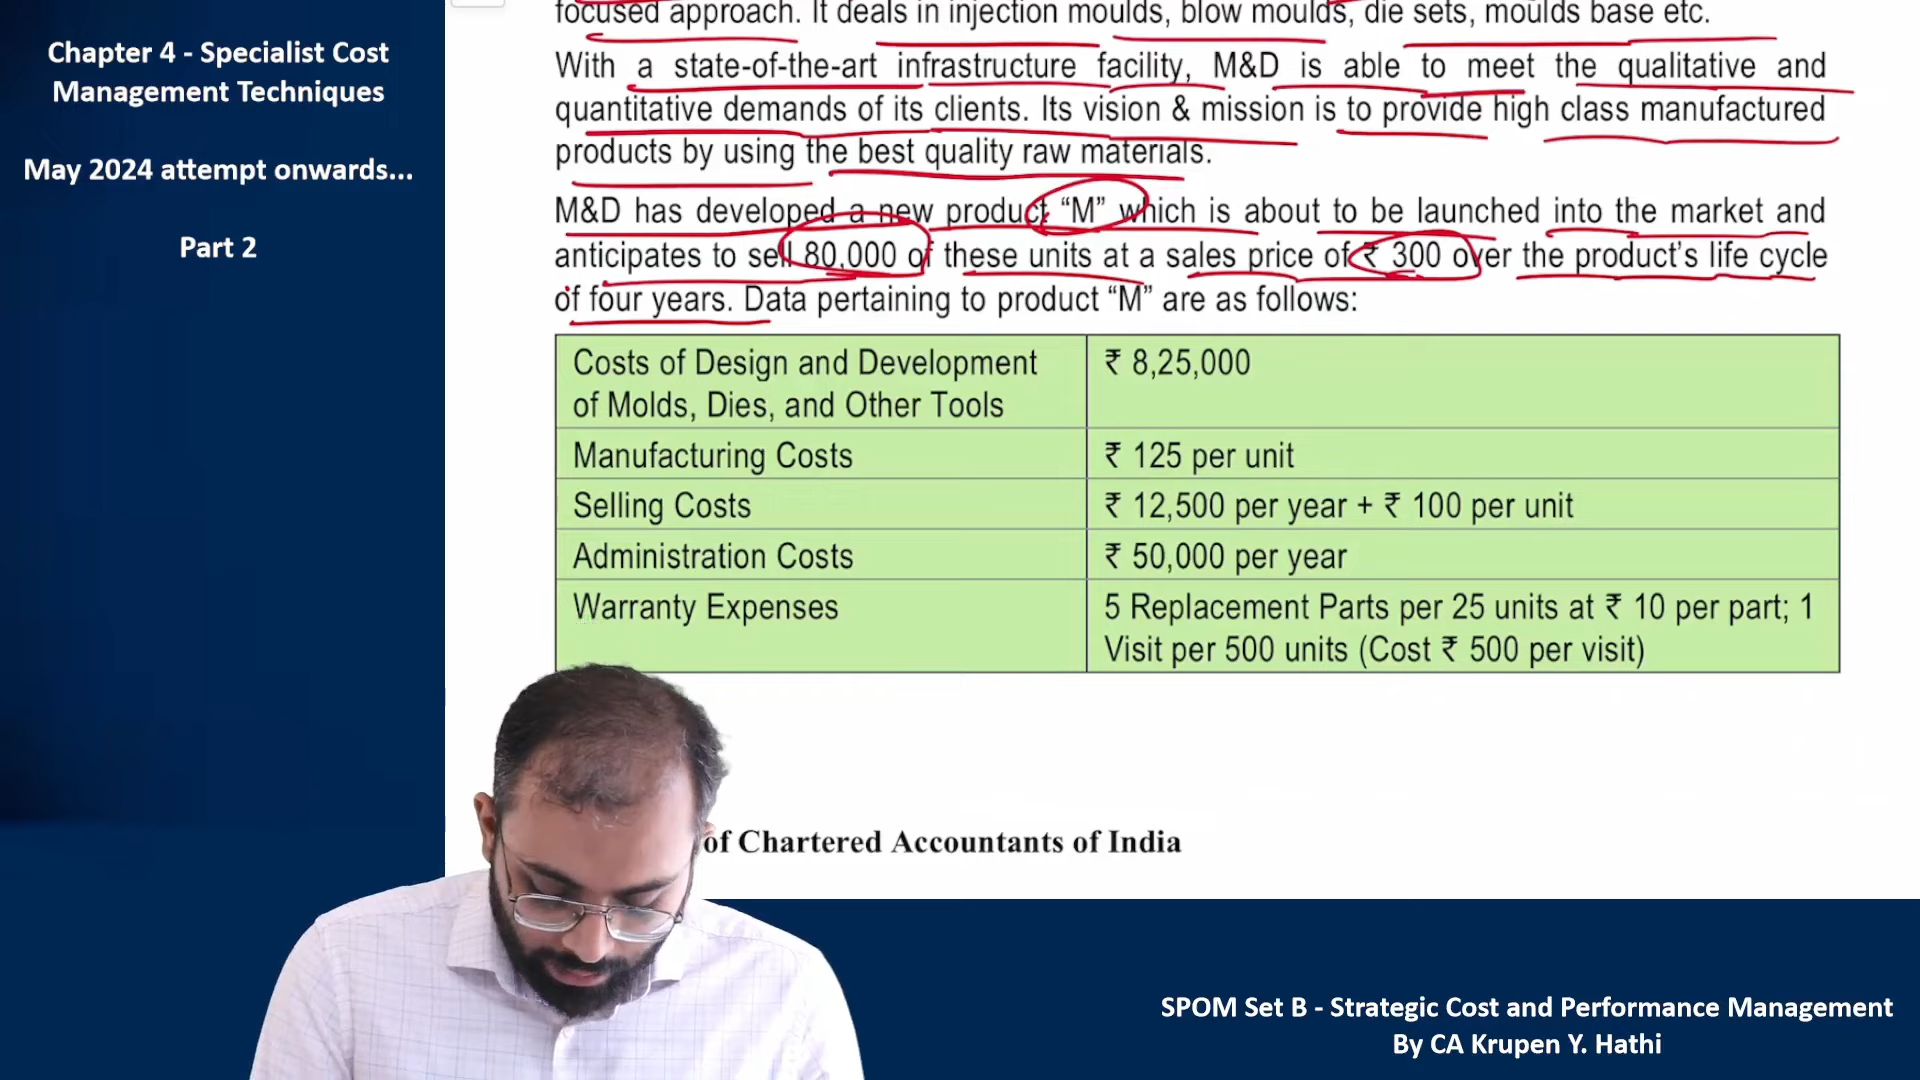 Chapter 4 - Specialist Cost
Management Techniques
May 2024 attempt onwards...
Part 2
focused approach. It deals in injection moulds, blow moulds, die sets, moulds base etc.
With a state-of-the-art infrastructure facility, M&D is able to meet the qualitative and
quantitative demands of its clients. Its vision & mission is to provide high class manufactured
products by using the best quality raw materials.
M&D has developed a new product “M” which is about to be launched into the market and
anticipates to sell 80,000 of these units at a sales price of ₹ 300 over the product’s life cycle
of four years. Data pertaining to product “M” are as follows:
Costs of Design and Development
of Molds, Dies, and Other Tools
₹ 8,25,000
Manufacturing Costs
₹ 125 per unit
Selling Costs
₹ 12,500 per year + ₹ 100 per unit
Administration Costs
₹ 50,000 per year
Warranty Expenses
5 Replacement Parts per 25 units at ₹ 10 per part; 1
Visit per 500 units (Cost ₹ 500 per visit)
of Chartered Accountants of India
SPOM Set B - Strategic Cost and Performance Management
By CA Krupen Y. Hathi